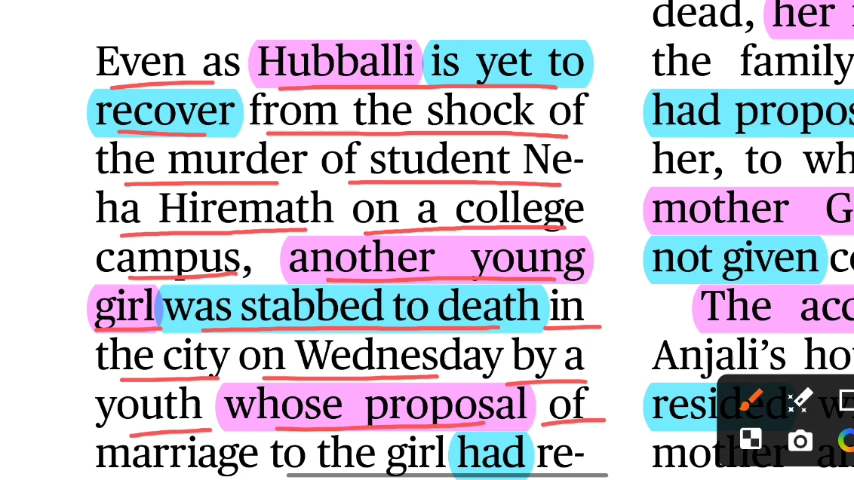 Even as Hubballi is yet to
recover from the shock of
the murder of student Ne-
ha Hiremath on a college
campus, another young
girl was stabbed to death in
the city on Wednesday by a
youth whose proposal of
marriage to the girl had re-
dead, her
the family
had propos
her, to wh
mother G
not given co
The acc
Anjali's hou
resided
mother